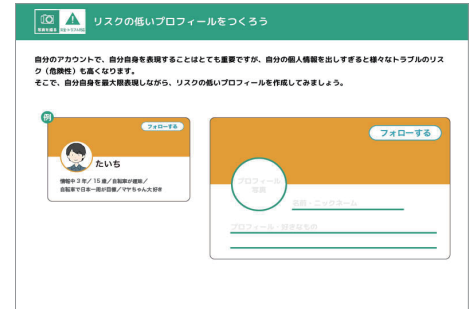 リスクの低いプロフィールをつくろう
自分のアカウントで、自分自身を表現することはとても重要ですが、自分の個人情報を出しすぎると様々なトラブルのリス
ク（危険性）も高くなります。
そこで、自分自身を最大限表現しながら、リスクの低いプロフィールを作成してみましょう。
例
フォローする
たいち
情報中３年／15歳／自転車が趣味／
自転車で日本一周が目標／マヤちゃん大好き
フォローする
プロフィール
写真
名前・ニックネーム
プロフィール・好きなもの